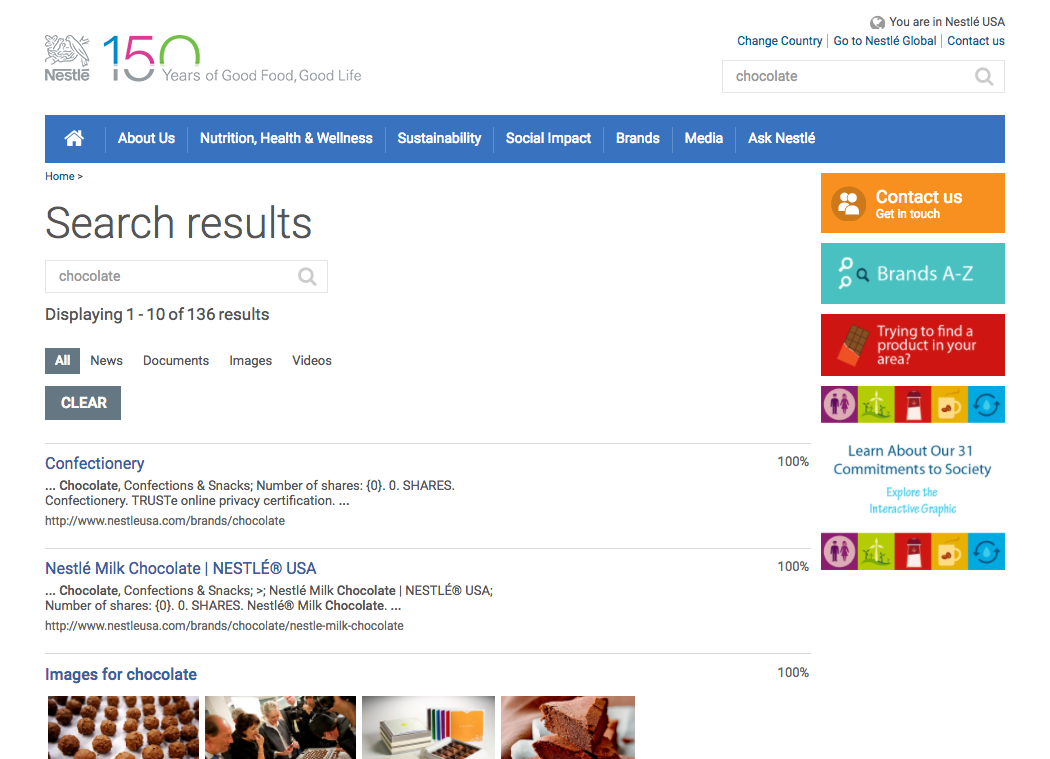 You are in Nestlé USA
Change Country | Go to Nestlé Global | Contact us
Nestlé
150
Years of Good Food, Good Life
chocolate
About Us
Nutrition, Health & Wellness
Sustainability
Social Impact
Brands
Media
Ask Nestlé
Home >
Search results
chocolate
Displaying 1 - 10 of 136 results
All
News
Documents
Images
Videos
CLEAR
Confectionery
100%
... Chocolate, Confections & Snacks; Number of shares: {0}. 0. SHARES.
Confectionery. TRUSTe online privacy certification. ...
http://www.nestleusa.com/brands/chocolate
Nestlé Milk Chocolate | NESTLÉ® USA
100%
... Chocolate, Confections & Snacks; >; Nestlé Milk Chocolate | NESTLÉ® USA;
Number of shares: {0}. 0. SHARES. Nestlé® Milk Chocolate. ...
http://www.nestleusa.com/brands/chocolate/nestle-milk-chocolate
Images for chocolate
100%
Contact us
Get in touch
Brands A-Z
Trying to find a
product in your
area?
Learn About Our 31
Commitments to Society
Explore the
Interactive Graphic